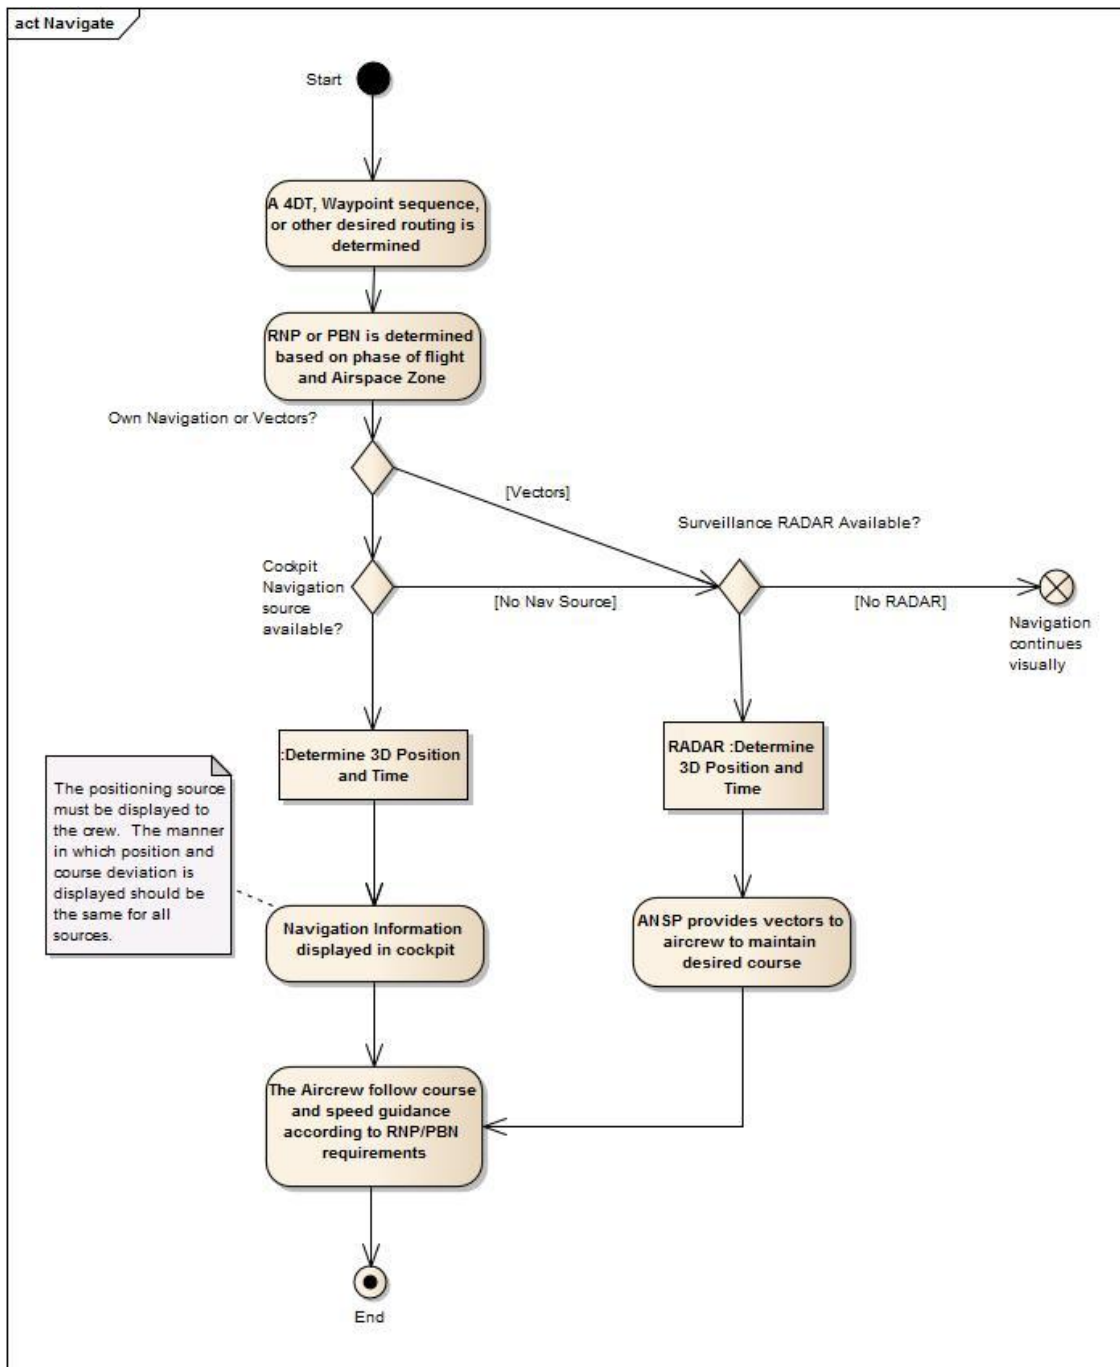 act Navigate
Start
A 4DT, Waypoint sequence,
or other desired routing is
determined
RNP or PBN is determined
based on phase of flight
and Airspace Zone
Own Navigation or Vectors?
[Vectors]
Surveillance RADAR Available?
Cockpit
Navigation
source
available?
[No Nav Source]
[No RADAR]
Navigation
continues
visually
:Determine 3D Position
and Time
RADAR :Determine
3D Position and
Time
The positioning source
must be displayed to
the crew. The manner
in which position and
course deviation is
displayed should be
the same for all
sources.
Navigation Information
displayed in cockpit
ANSP provides vectors to
aircrew to maintain
desired course
The Aircrew follow course
and speed guidance
according to RNP/PBN
requirements
End